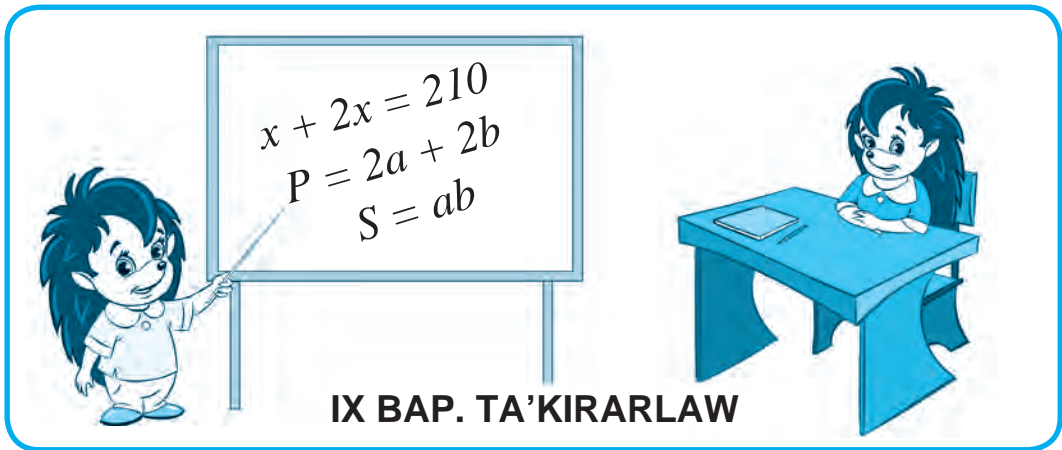 x + 2x = 210
P = 2a + 2b
S = ab
IX BAP. TA’KIRARLAW